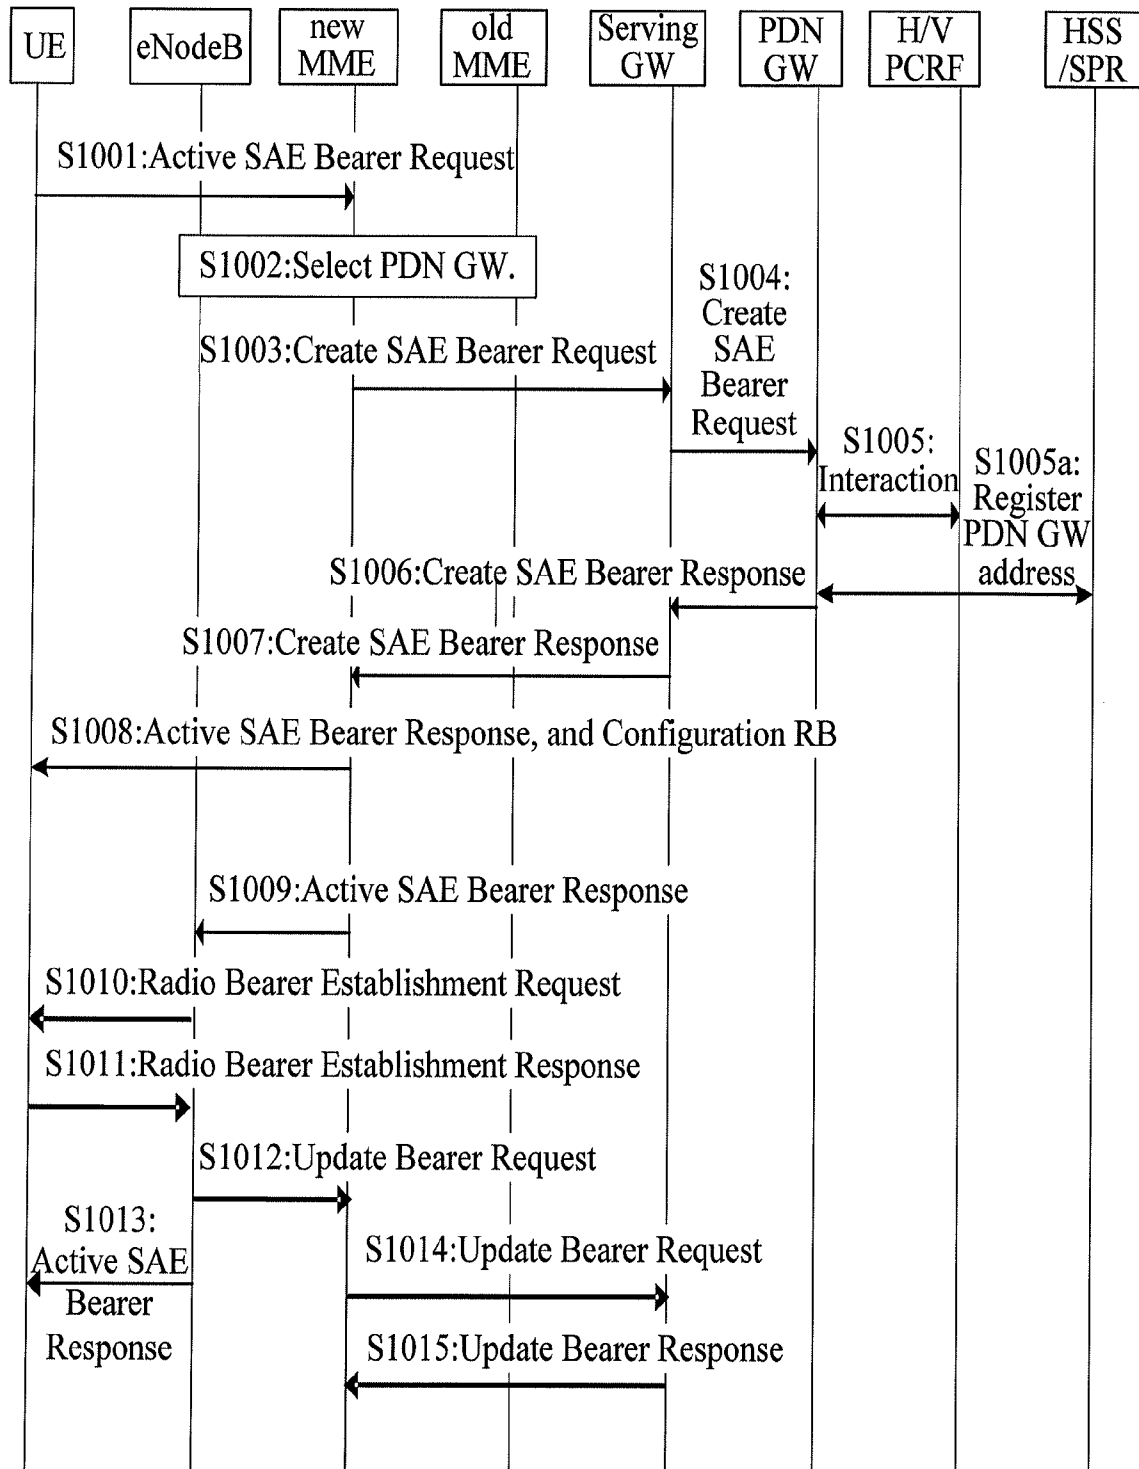 UE
eNodeB
new
MME
old
MME
Serving
GW
PDN
GW
H/V
PCRF
HSS
/SPR
S1001:Active SAE Bearer Request
S1002:Select PDN GW.
S1003:Create SAE Bearer Request
S1004:
Create
SAE
Bearer
Request
S1005:
Interaction
S1005a:
Register
PDN GW
address
S1006:Create SAE Bearer Response
S1007:Create SAE Bearer Response
S1008:Active SAE Bearer Response, and Configuration RB
S1009:Active SAE Bearer Response
S1010:Radio Bearer Establishment Request
S1011:Radio Bearer Establishment Response
S1012:Update Bearer Request
S1013:
Active SAE
Bearer
Response
S1014:Update Bearer Request
S1015:Update Bearer Response